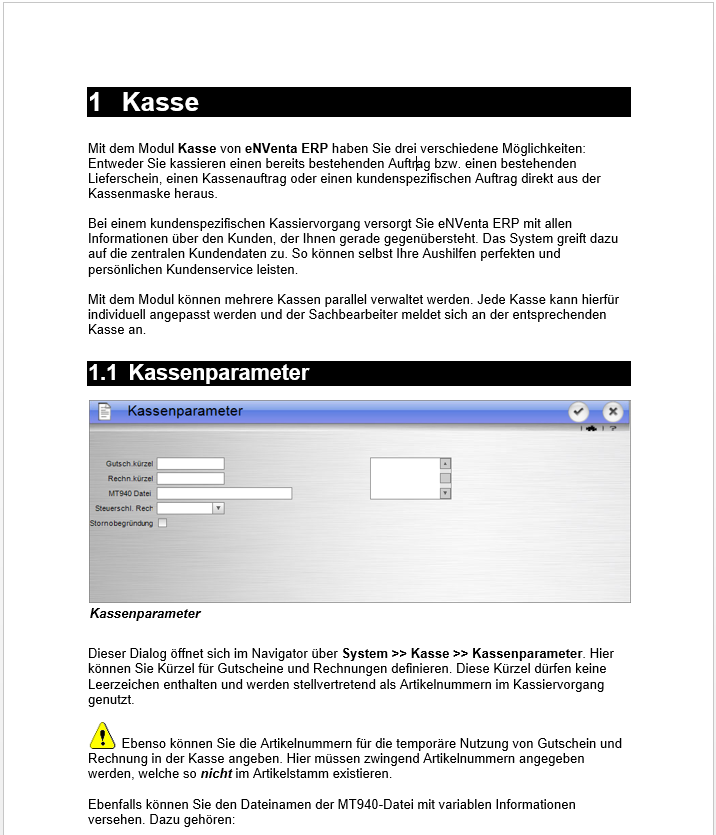 1 Kasse
Mit dem Modul Kasse von eNVenta ERP haben Sie drei verschiedene Möglichkeiten:
Entweder Sie kassieren einen bereits bestehenden Auftrag bzw. einen bestehenden
Lieferschein, einen Kassenauftrag oder einen kundenspezifischen Auftrag direkt aus der
Kassenmaske heraus.
Bei einem kundenspezifischen Kassiervorgang versorgt Sie eNVenta ERP mit allen
Informationen über den Kunden, der Ihnen gerade gegenübersteht. Das System greift dazu
auf die zentralen Kundendaten zu. So können selbst Ihre Aushilfen perfekten und
persönlichen Kundenservice leisten.
Mit dem Modul können mehrere Kassen parallel verwaltet werden. Jede Kasse kann hierfür
individuell angepasst werden und der Sachbearbeiter meldet sich an der entsprechenden
Kasse an.
1.1 Kassenparameter
Kassenparameter
Gutsch.kürzel
Rechn.kürzel
MT940 Datei
Steuerschl. Rech
Stornobegründung
Kassenparameter
Dieser Dialog öffnet sich im Navigator über System >> Kasse >> Kassenparameter. Hier
können Sie Kürzel für Gutscheine und Rechnungen definieren. Diese Kürzel dürfen keine
Leerzeichen enthalten und werden stellvertretend als Artikelnummern im Kassiervorgang
genutzt.
Ebenso können Sie die Artikelnummern für die temporäre Nutzung von Gutschein und
Rechnung in der Kasse angeben. Hier müssen zwingend Artikelnummern angegeben
werden, welche so nicht im Artikelstamm existieren.
Ebenfalls können Sie den Dateinamen der MT940-Datei mit variablen Informationen
versehen. Dazu gehören: